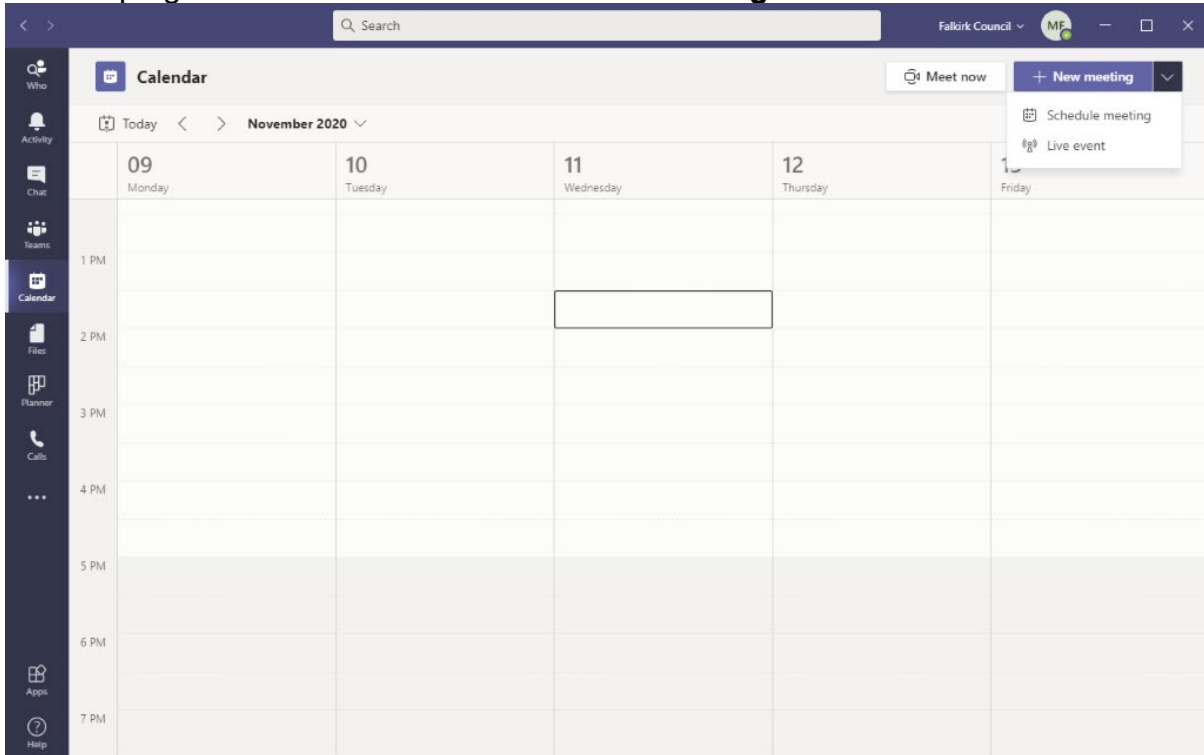 Search
Falkirk Council
MF
Who
Calendar
Meet now
+ New meeting
Activity
Today
November 2020
Schedule meeting
Live event
Chat
09
Monday
10
Tuesday
11
Wednesday
12
Thursday
Friday
Teams
1 PM
Calendar
2 PM
Files
Planner
3 PM
Calls
4 PM
5 PM
6 PM
Apps
7 PM
Help